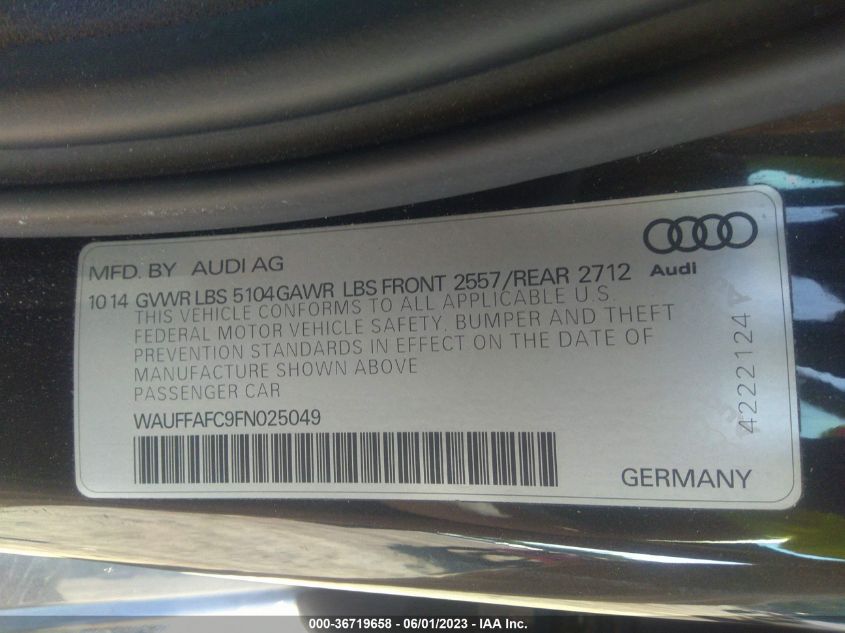 MFD. BY AUDI AG
Audi
10 14 GVWR LBS 5104 GAWR LBS FRONT 2557/REAR 2712
THIS VEHICLE CONFORMS TO ALL APPLICABLE U.S.
FEDERAL MOTOR VEHICLE SAFETY, BUMPER AND THEFT
PREVENTION STANDARDS IN EFFECT ON THE DATE OF
MANUFACTURE SHOWN ABOVE
PASSENGER CAR
WAUFFAFC9FN025049
4222124 A
GERMANY
000-36719658 - 06/01/2023 - IAA Inc.